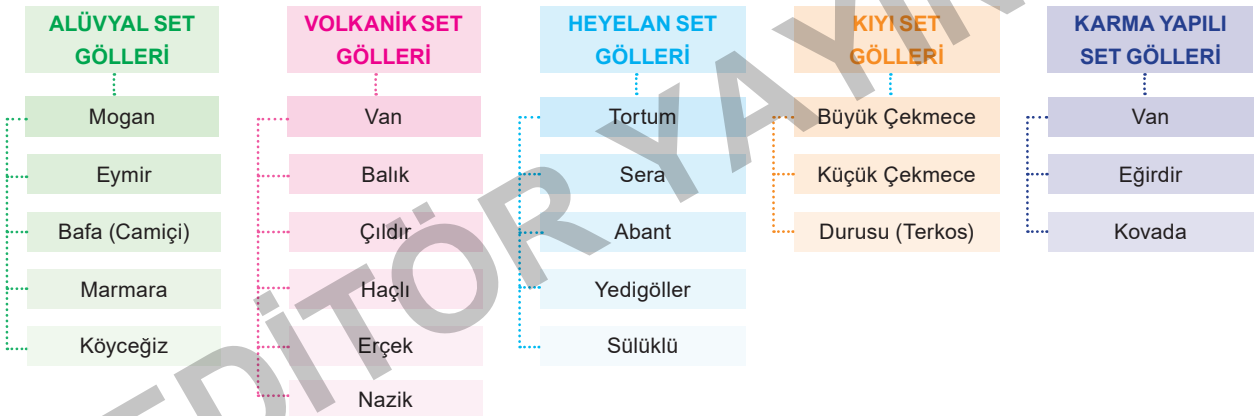 ALÜVYAL SET
GÖLLERİ
Mogan
Eymir
Bafa (Camiçi)
Marmara
Köyceğiz
VOLKANİK SET
GÖLLERİ
Van
Balık
Çıldır
Haçlı
Erçek
Nazik
HEYELAN SET
GÖLLERİ
Tortum
Sera
Abant
Yedigöller
Sülüklü
KIYI SET
GÖLLERİ
Büyük Çekmece
Küçük Çekmece
Durusu (Terkos)
KARMA YAPILI
SET GÖLLERİ
Van
Eğirdir
Kovada
EDİTÖR YAYIN